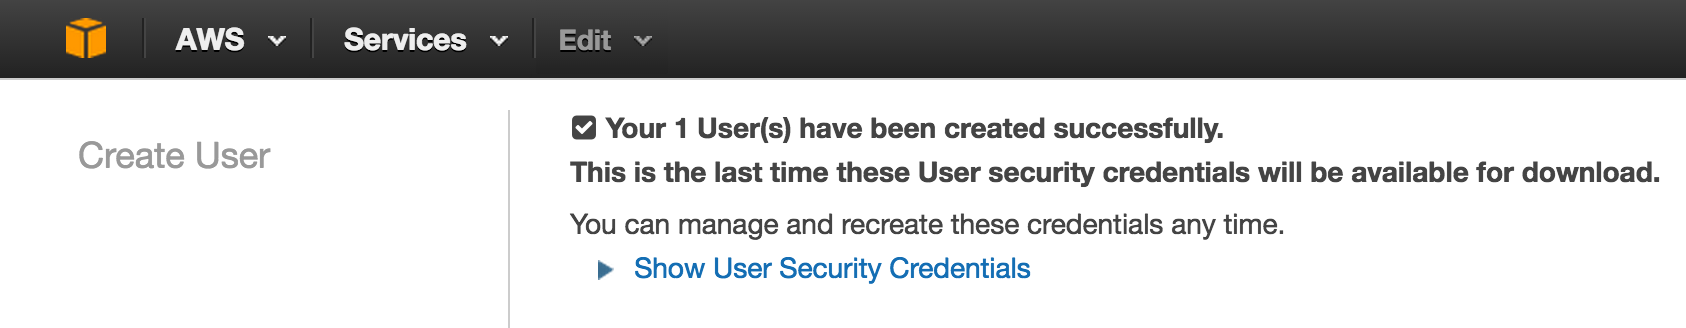 AWS Services Edit
Create User
Your 1 User(s) have been created successfully.
This is the last time these User security credentials will be available for download.
You can manage and recreate these credentials any time.
Show User Security Credentials